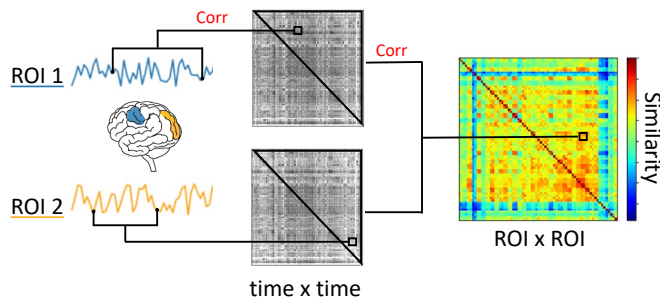 Corr
ROI 1
Corr
ROI 2
Similarity
ROI x ROI
time x time